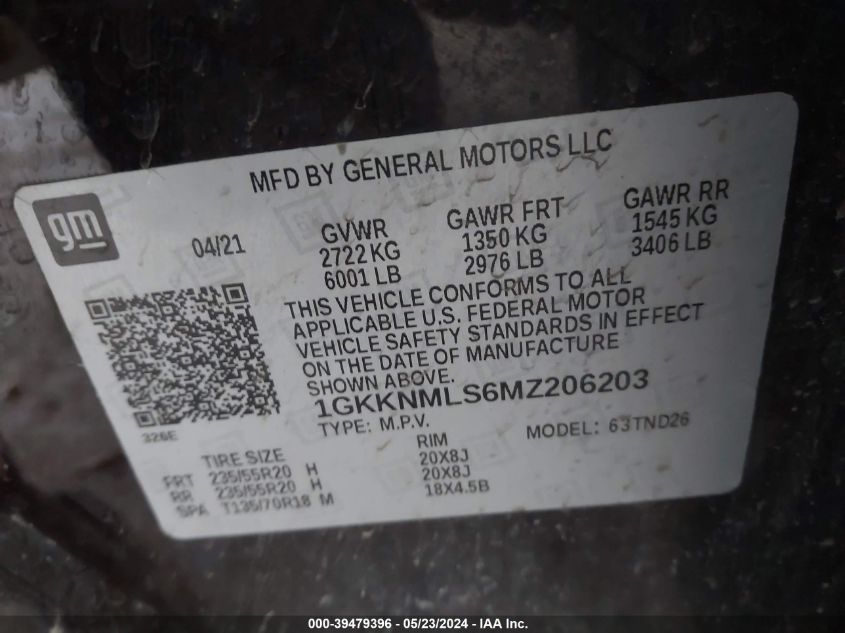 MFD BY GENERAL MOTORS LLC
gm
04/21
GVWR
2722 KG
6001 LB
GAWR FRT
1350 KG
2976 LB
GAWR RR
1545 KG
3406 LB
THIS VEHICLE CONFORMS TO ALL
APPLICABLE U.S. FEDERAL MOTOR
VEHICLE SAFETY STANDARDS IN EFFECT
ON THE DATE OF MANUFACTURE
SHOWN ABOVE.
1GKKNMLS6MZ206203
TYPE: M.P.V. MODEL: 63TND26
326E
TIRE SIZE RIM
FRT 235/55R20 H 20X8J
RR 235/55R20 H 20X8J
SPA T135/70R18 M 18X4.5B
000-39479396 - 05/23/2024 - IAA Inc.